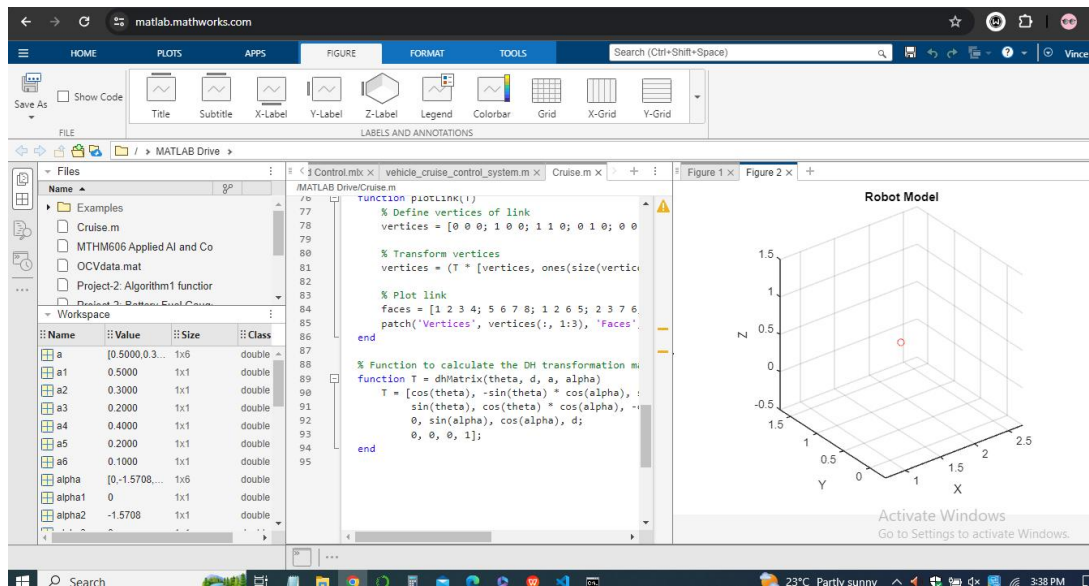 matlab.mathworks.com
HOME PLOTS APPS FIGURE FORMAT TOOLS Search (Ctrl+Shift+Space) Vince
Save As Show Code Title Subtitle X-Label Y-Label Z-Label Legend Colorbar Grid X-Grid Y-Grid
FILE LABELS AND ANNOTATIONS
/ MATLAB Drive
Files
Name
Examples
Cruise.m
MTHM606 Applied AI and Co
OCVdata.mat
Project-2: Algorithm1 function
Project-2: Battery Fuel
Workspace
Name Value Size Class
a [0.5000,0.3... 1x6 double
a1 0.5000 1x1 double
a2 0.3000 1x1 double
a3 0.2000 1x1 double
a4 0.4000 1x1 double
a5 0.2000 1x1 double
a6 0.1000 1x1 double
alpha [0,-1.5708,... 1x6 double
alpha1 0 1x1 double
alpha2 -1.5708 1x1 double
d Control.mlx vehicle_cruise_control_system.m Cruise.m
/MATLAB Drive/Cruise.m
76 function plotLink(T)
77 % Define vertices of link
78 vertices = [0 0 0; 1 0 0; 1 1 0; 0 1 0; 0 0
79
80 % Transform vertices
81 vertices = (T * [vertices, ones(size(vertice
82
83 % Plot link
84 faces = [1 2 3 4; 5 6 7 8; 1 2 6 5; 2 3 7 6
85 patch('Vertices', vertices(:, 1:3), 'Faces',
86 end
87
88 % Function to calculate the DH transformation ma
89 function T = dhMatrix(theta, d, a, alpha)
90 T = [cos(theta), -sin(theta) * cos(alpha),
91 sin(theta), cos(theta) * cos(alpha),
92 0, sin(alpha), cos(alpha), d;
93 0, 0, 0, 1];
94 end
95
Figure 1 Figure 2
Robot Model
1.5
1
0.5
0
-0.5
Z
1.5
1
0.5
0
Y
1
1.5
2
2.5
X
Activate Windows
Go to Settings to activate Windows.
Search 23°C Partly sunny 3:38 PM